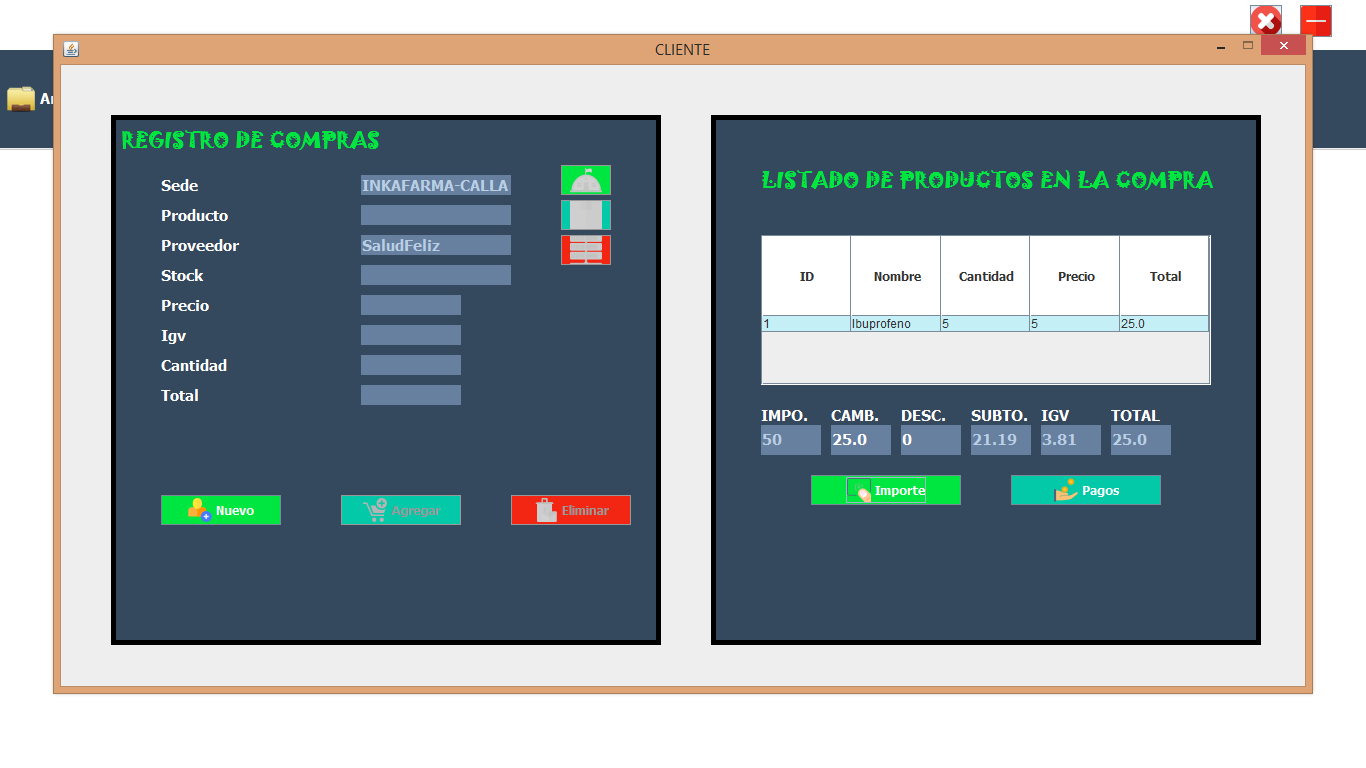 CLIENTE
REGISTRO DE COMPRAS
Sede INKAFARMA-CALLA
Producto
Proveedor SaludFeliz
Stock
Precio
Igv
Cantidad
Total
Nuevo Agregar Eliminar
LISTADO DE PRODUCTOS EN LA COMPRA
ID Nombre Cantidad Precio Total
1 Ibuprofeno 5 5 25.0
IMPO. CAMB. DESC. SUBTO. IGV TOTAL
50 25.0 0 21.19 3.81 25.0
Importe Pagos